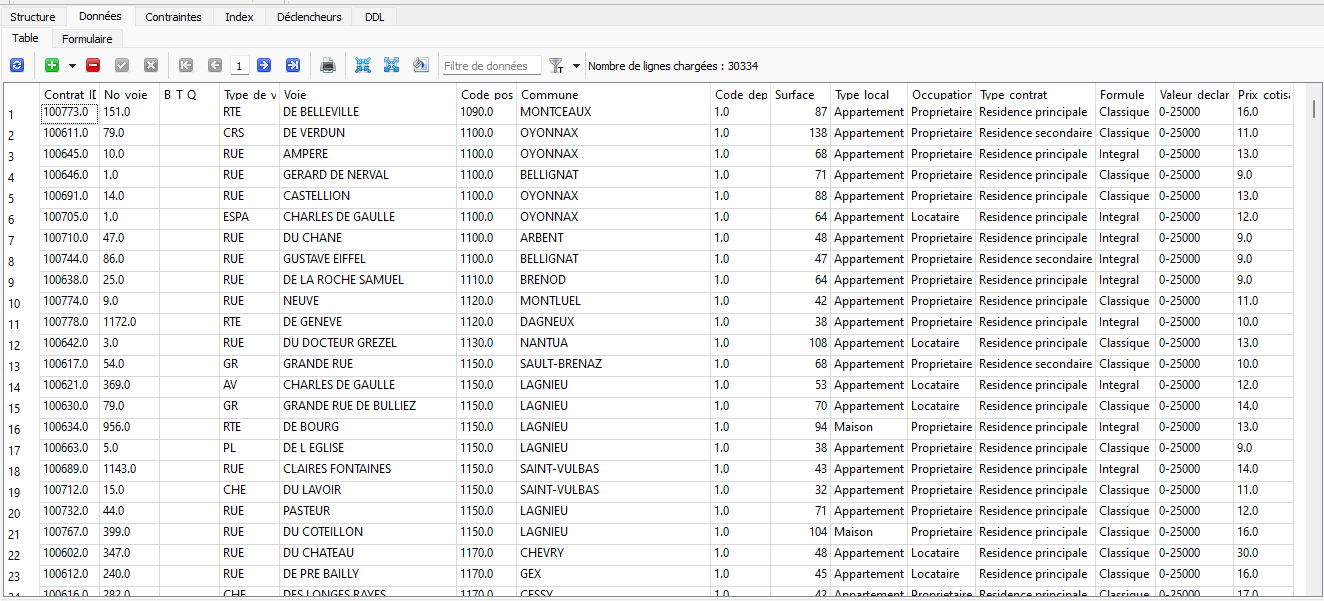 Structure Données Contraintes Index Déclencheurs DDL
Table Formulaire
1 Filtre de données T Nombre de lignes chargées : 30334
Contrat ID No voie B T Q Type de v Voie Code pos Commune Code dep Surface Type local Occupation Type contrat Formule Valeur declar Prix cotisa
1 100773.0 151.0 RTE DE BELLEVILLE 1090.0 MONTCEAUX 1.0 87 Appartement Proprietaire Residence principale Classique 0-25000 16.0
2 100611.0 79.0 CRS DE VERDUN 1100.0 OYONNAX 1.0 138 Appartement Proprietaire Residence secondaire Classique 0-25000 11.0
3 100645.0 10.0 RUE AMPERE 1100.0 OYONNAX 1.0 68 Appartement Proprietaire Residence principale Integral 0-25000 13.0
4 100646.0 1.0 RUE GERARD DE NERVAL 1100.0 BELLIGNAT 1.0 71 Appartement Proprietaire Residence principale Classique 0-25000 9.0
5 100691.0 14.0 RUE CASTELLION 1100.0 OYONNAX 1.0 88 Appartement Proprietaire Residence principale Classique 0-25000 13.0
6 100705.0 1.0 ESPA CHARLES DE GAULLE 1100.0 OYONNAX 1.0 64 Appartement Locataire Residence principale Integral 0-25000 12.0
7 100710.0 47.0 RUE DU CHANE 1100.0 ARBENT 1.0 48 Appartement Proprietaire Residence principale Integral 0-25000 9.0
8 100744.0 86.0 RUE GUSTAVE EIFFEL 1100.0 BELLIGNAT 1.0 47 Appartement Proprietaire Residence secondaire Integral 0-25000 9.0
9 100638.0 25.0 RUE DE LA ROCHE SAMUEL 1110.0 BRENOD 1.0 64 Appartement Proprietaire Residence principale Integral 0-25000 9.0
10 100774.0 9.0 RUE NEUVE 1120.0 MONTLUEL 1.0 42 Appartement Proprietaire Residence principale Classique 0-25000 11.0
11 100778.0 1172.0 RTE DE GENEVE 1120.0 DAGNEUX 1.0 38 Appartement Proprietaire Residence principale Integral 0-25000 10.0
12 100642.0 3.0 RUE DU DOCTEUR GREZEL 1130.0 NANTUA 1.0 108 Appartement Locataire Residence principale Classique 0-25000 13.0
13 100617.0 54.0 GR GRANDE RUE 1150.0 SAULT-BRENAZ 1.0 68 Appartement Proprietaire Residence secondaire Classique 0-25000 10.0
14 100621.0 369.0 AV CHARLES DE GAULLE 1150.0 LAGNIEU 1.0 53 Appartement Locataire Residence principale Integral 0-25000 12.0
15 100630.0 79.0 GR GRANDE RUE DE BULLIEZ 1150.0 LAGNIEU 1.0 70 Appartement Locataire Residence principale Classique 0-25000 14.0
16 100634.0 956.0 RTE DE BOURG 1150.0 LAGNIEU 1.0 94 Maison Proprietaire Residence principale Integral 0-25000 13.0
17 100663.0 5.0 PL DE L EGLISE 1150.0 LAGNIEU 1.0 38 Appartement Proprietaire Residence principale Classique 0-25000 9.0
18 100689.0 1143.0 RUE CLAIRES FONTAINES 1150.0 SAINT-VULBAS 1.0 43 Appartement Proprietaire Residence principale Integral 0-25000 14.0
19 100712.0 15.0 CHE DU LAVOIR 1150.0 SAINT-VULBAS 1.0 32 Appartement Proprietaire Residence principale Classique 0-25000 11.0
20 100732.0 44.0 RUE PASTEUR 1150.0 LAGNIEU 1.0 71 Appartement Proprietaire Residence principale Classique 0-25000 12.0
21 100767.0 399.0 RUE DU COTEILLON 1150.0 LAGNIEU 1.0 104 Maison Proprietaire Residence principale Classique 0-25000 16.0
22 100602.0 347.0 RUE DU CHATEAU 1170.0 CHEVRY 1.0 48 Appartement Locataire Residence principale Classique 0-25000 30.0
23 100612.0 240.0 RUE DE PRE BAILLY 1170.0 GEX 1.0 45 Appartement Locataire Residence principale Classique 0-25000 16.0
24 100616.0 282.0 CHE DES LONGES RAYES 1170.0 CESSY 1.0 42 Appartement Proprietaire Residence principale Classique 0-25000 17.0